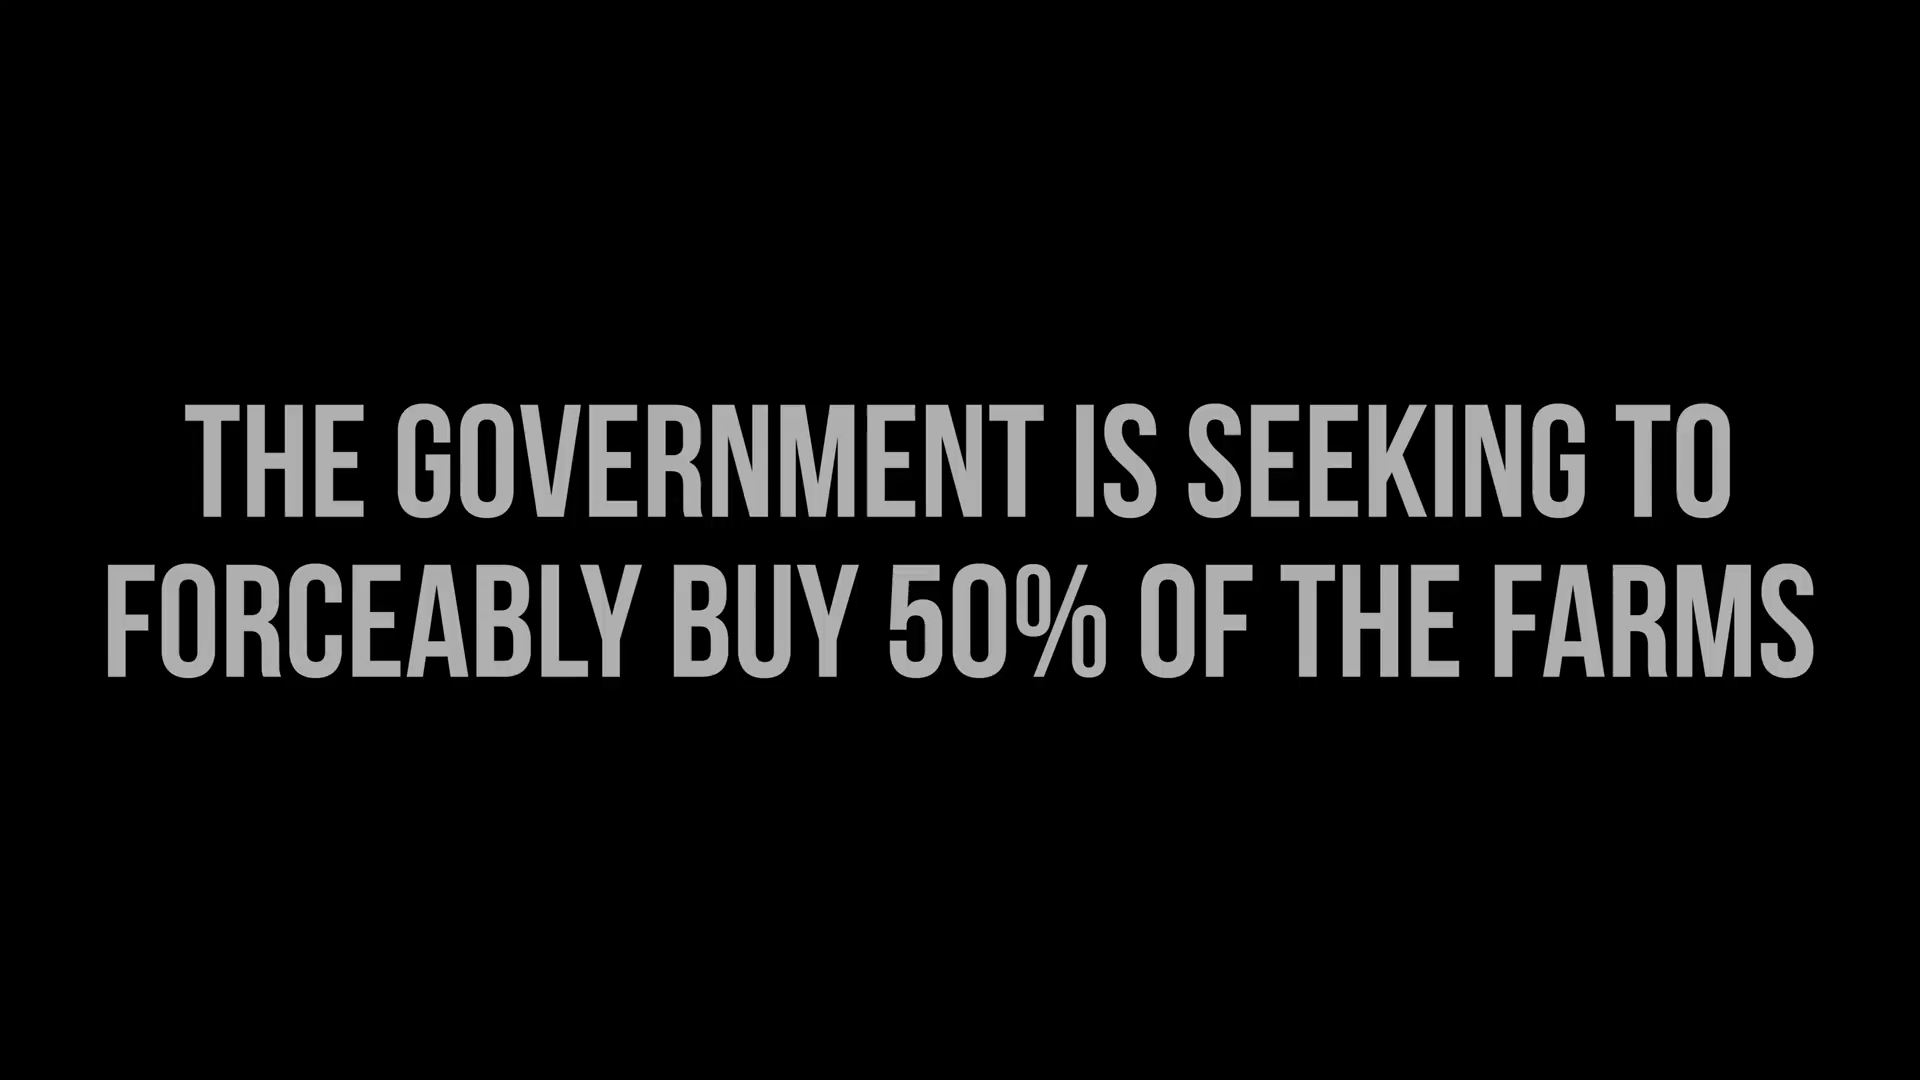 THE GOVERNMENT IS SEEKING TO
FORCEABLY BUY 50% OF THE FARMS